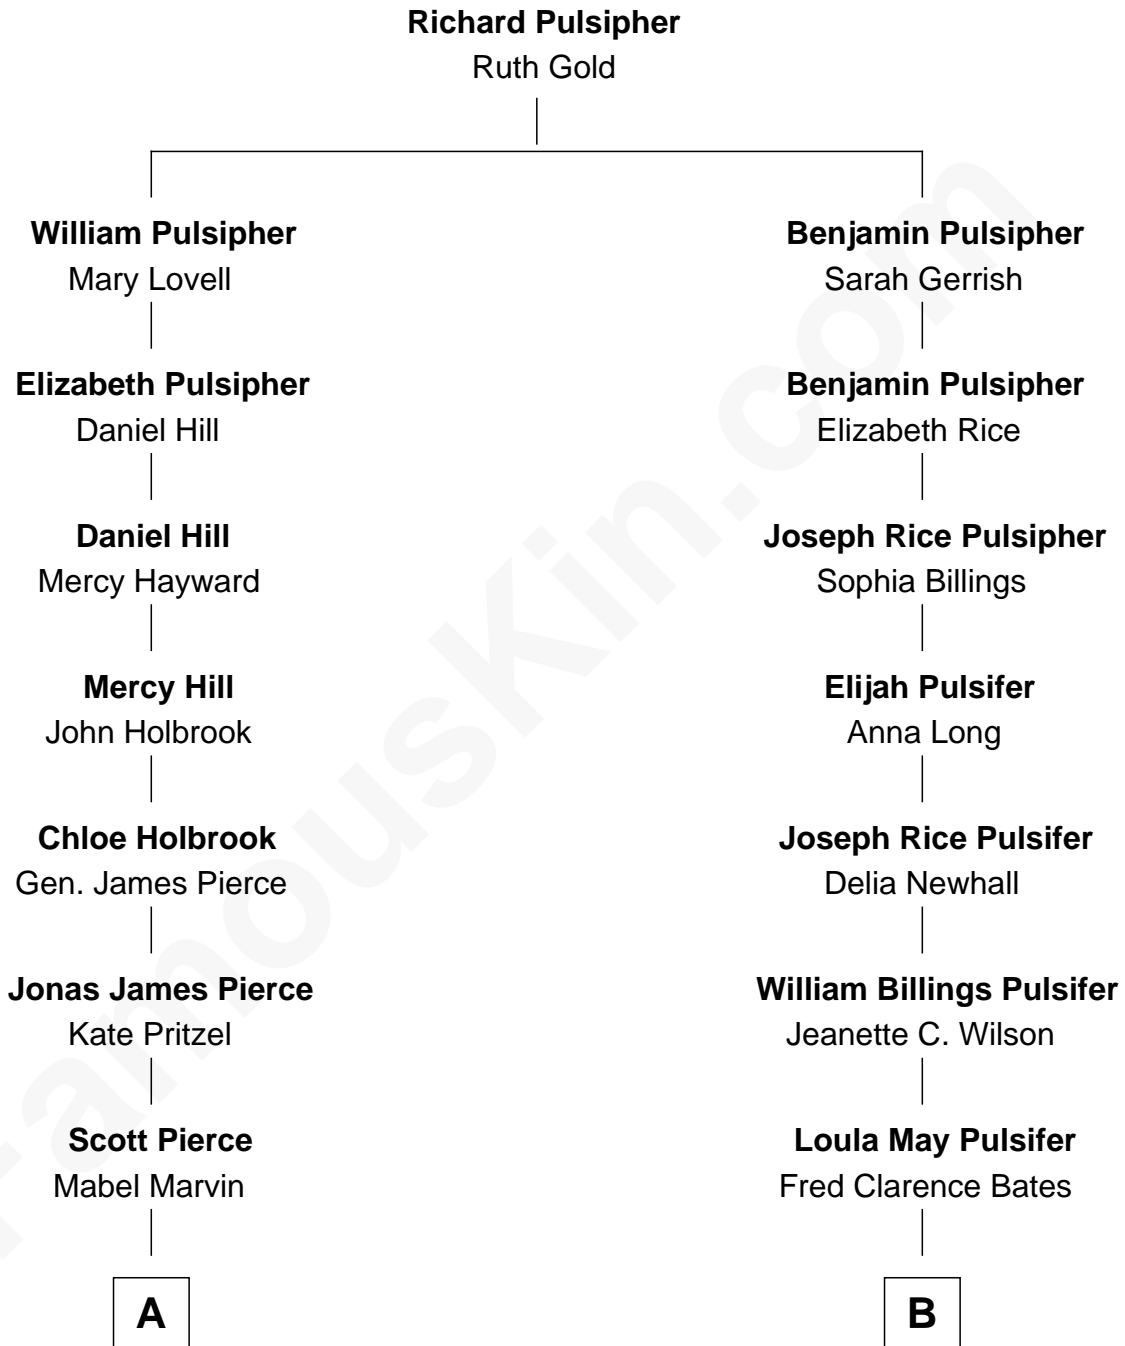 Richard Pulsipher
Ruth Gold
William Pulsipher
Mary Lovell
Benjamin Pulsipher
Sarah Gerrish
Elizabeth Pulsipher
Daniel Hill
Benjamin Pulsipher
Elizabeth Rice
Daniel Hill
Mercy Hayward
Joseph Rice Pulsipher
Sophia Billings
Mercy Hill
John Holbrook
Elijah Pulsifer
Anna Long
Chloe Holbrook
Gen. James Pierce
Joseph Rice Pulsifer
Delia Newhall
Jonas James Pierce
Kate Pritzel
William Billings Pulsifer
Jeanette C. Wilson
Scott Pierce
Mabel Marvin
Loula May Pulsifer
Fred Clarence Bates
A
B
FamousKin.com